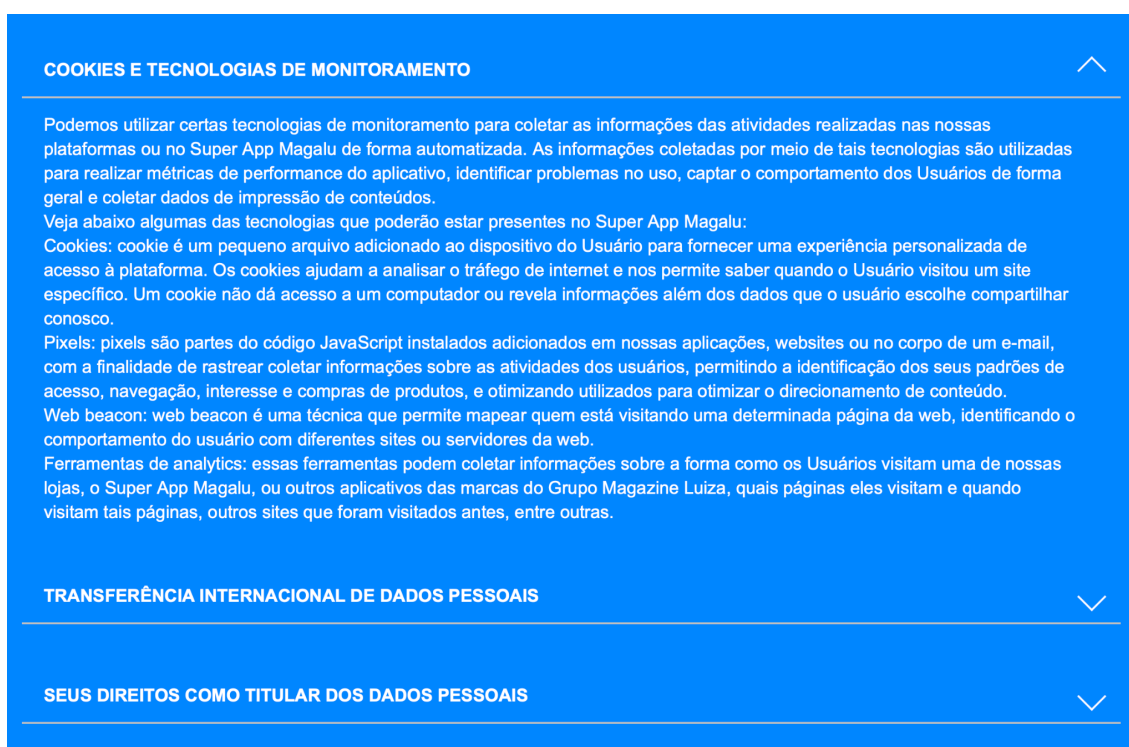 COOKIES E TECNOLOGIAS DE MONITORAMENTO
Podemos utilizar certas tecnologias de monitoramento para coletar as informações das atividades realizadas nas nossas
plataformas ou no Super App Magalu de forma automatizada. As informações coletadas por meio de tais tecnologias são utilizadas
para realizar métricas de performance do aplicativo, identificar problemas no uso, captar o comportamento dos Usuários de forma
geral e coletar dados de impressão de conteúdos.
Veja abaixo algumas das tecnologias que poderão estar presentes no Super App Magalu:
Cookies: cookie é um pequeno arquivo adicionado ao dispositivo do Usuário para fornecer uma experiência personalizada de
acesso à plataforma. Os cookies ajudam a analisar o tráfego de internet e nos permite saber quando o Usuário visitou um site
específico. Um cookie não dá acesso a um computador ou revela informações além dos dados que o usuário escolhe compartilhar
conosco.
Pixels: pixels são partes do código JavaScript instalados adicionados em nossas aplicações, websites ou no corpo de um e-mail,
com a finalidade de rastrear coletar informações sobre as atividades dos usuários, permitindo a identificação dos seus padrões de
acesso, navegação, interesse e compras de produtos, e otimizando utilizados para otimizar o direcionamento de conteúdo.
Web beacon: web beacon é uma técnica que permite mapear quem está visitando uma determinada página da web, identificando o
comportamento do usuário com diferentes sites ou servidores da web.
Ferramentas de analytics: essas ferramentas podem coletar informações sobre a forma como os Usuários visitam uma de nossas
lojas, o Super App Magalu, ou outros aplicativos das marcas do Grupo Magazine Luiza, quais páginas eles visitam e quando
visitam tais páginas, outros sites que foram visitados antes, entre outras.
TRANSFERÊNCIA INTERNACIONAL DE DADOS PESSOAIS
SEUS DIREITOS COMO TITULAR DOS DADOS PESSOAIS